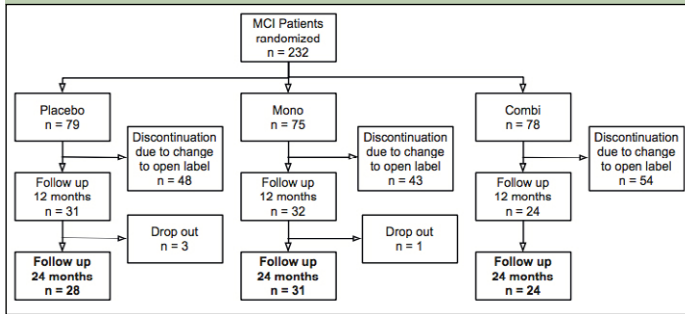 MCI Patients
randomized
n = 232
Placebo
n = 79
Mono
n = 75
Combi
n = 78
Discontinuation
due to change
to open label
n = 48
Discontinuation
due to change
to open label
n = 43
Discontinuation
due to change
to open label
n = 54
Follow up
12 months
n = 31
Follow up
12 months
n = 32
Follow up
12 months
n = 24
Drop out
n = 3
Drop out
n = 1
Follow up
24 months
n = 28
Follow up
24 months
n = 31
Follow up
24 months
n = 24